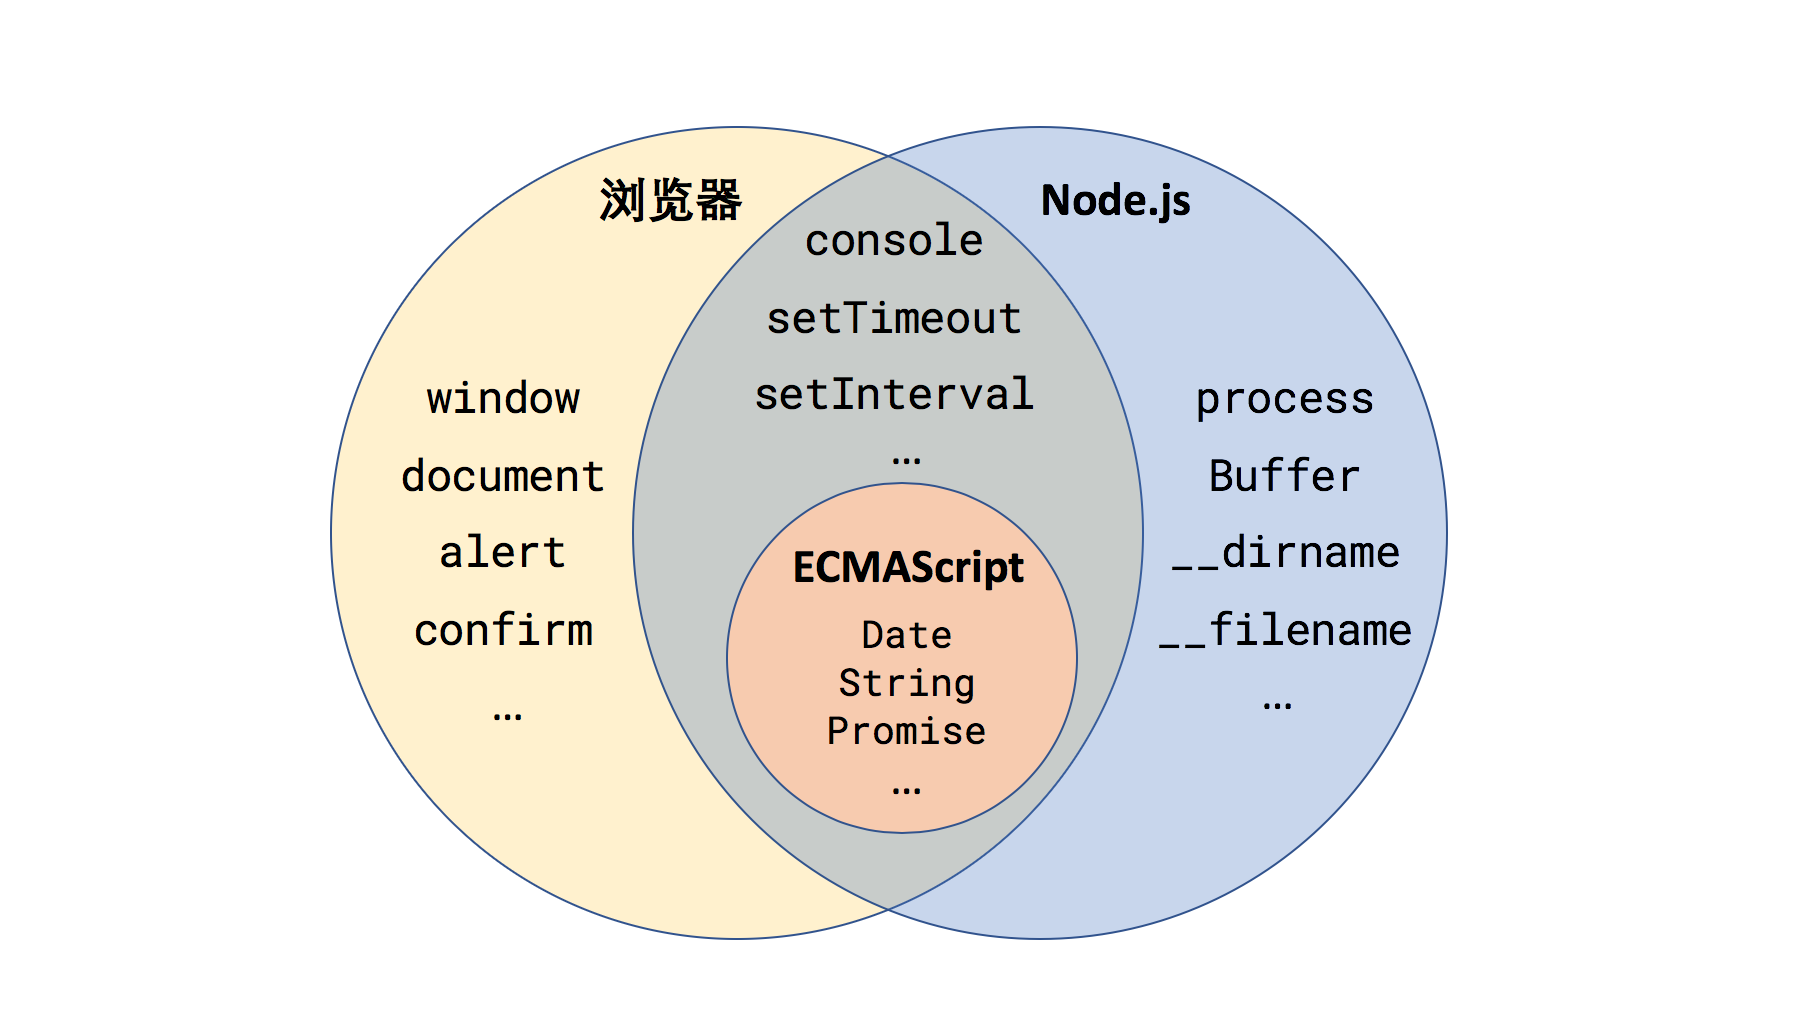 浏览器
window
document
alert
confirm
...
console
setTimeout
setInterval
...
ECMAScript
Date
String
Promise
...
Node.js
process
Buffer
__dirname
__filename
...